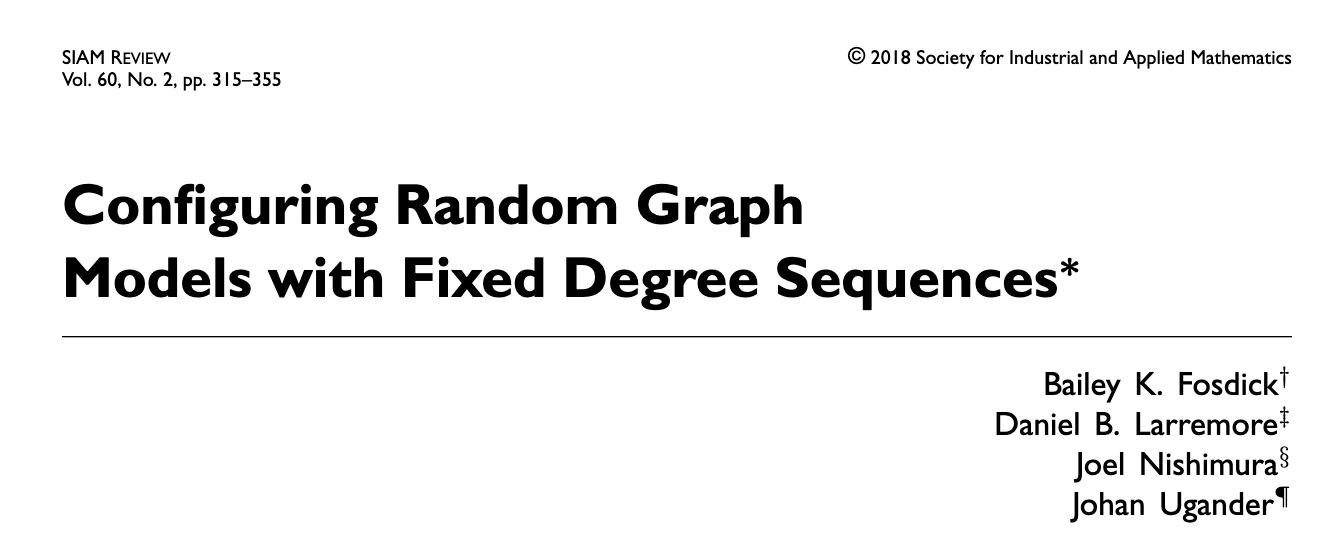 SIAM REVIEW
Vol. 60, No. 2, pp. 315–355
© 2018 Society for Industrial and Applied Mathematics
Configuring Random Graph
Models with Fixed Degree Sequences*
Bailey K. Fosdick†
Daniel B. Larremore‡
Joel Nishimura§
Johan Ugander¶